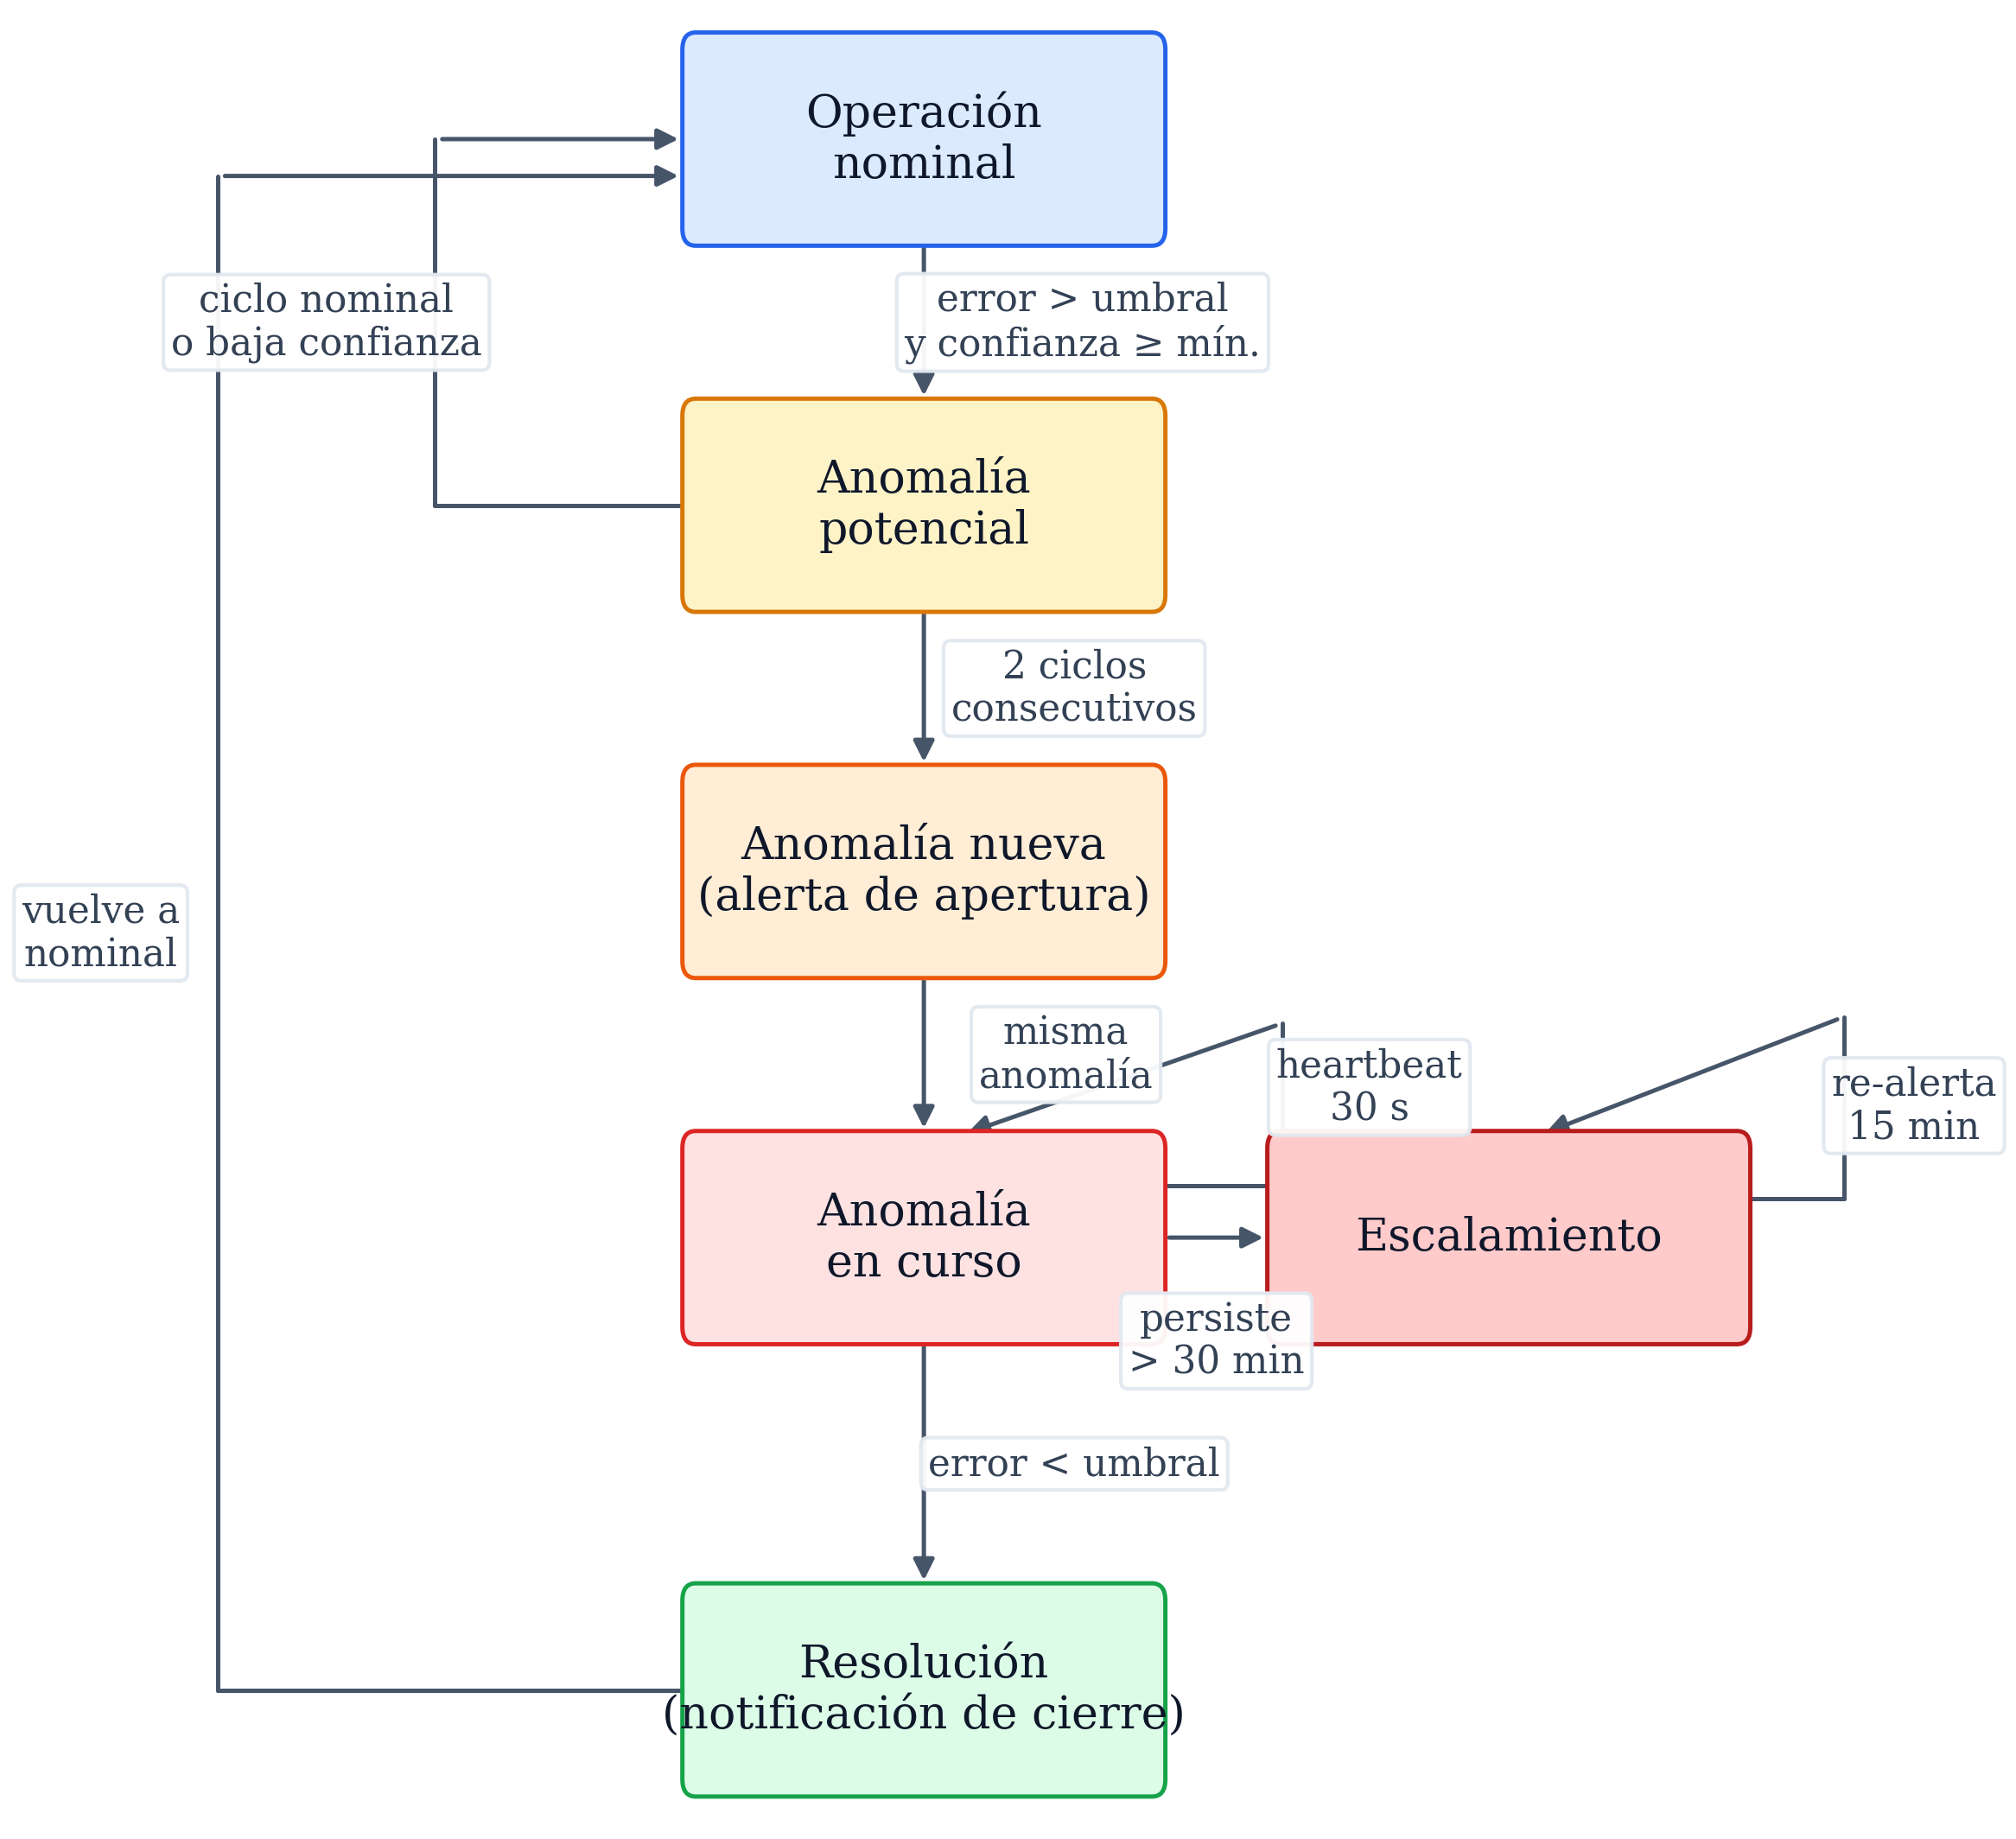 Operación
nominal
ciclo nominal
o baja confianza
error > umbral
y confianza ≥ mín.
Anomalía
potencial
2 ciclos
consecutivos
Anomalía nueva
(alerta de apertura)
vuelve a
nominal
misma
anomalía
heartbeat
30 s
re-alerta
15 min
Anomalía
en curso
Escalamiento
persiste
> 30 min
error < umbral
Resolución
(notificación de cierre)